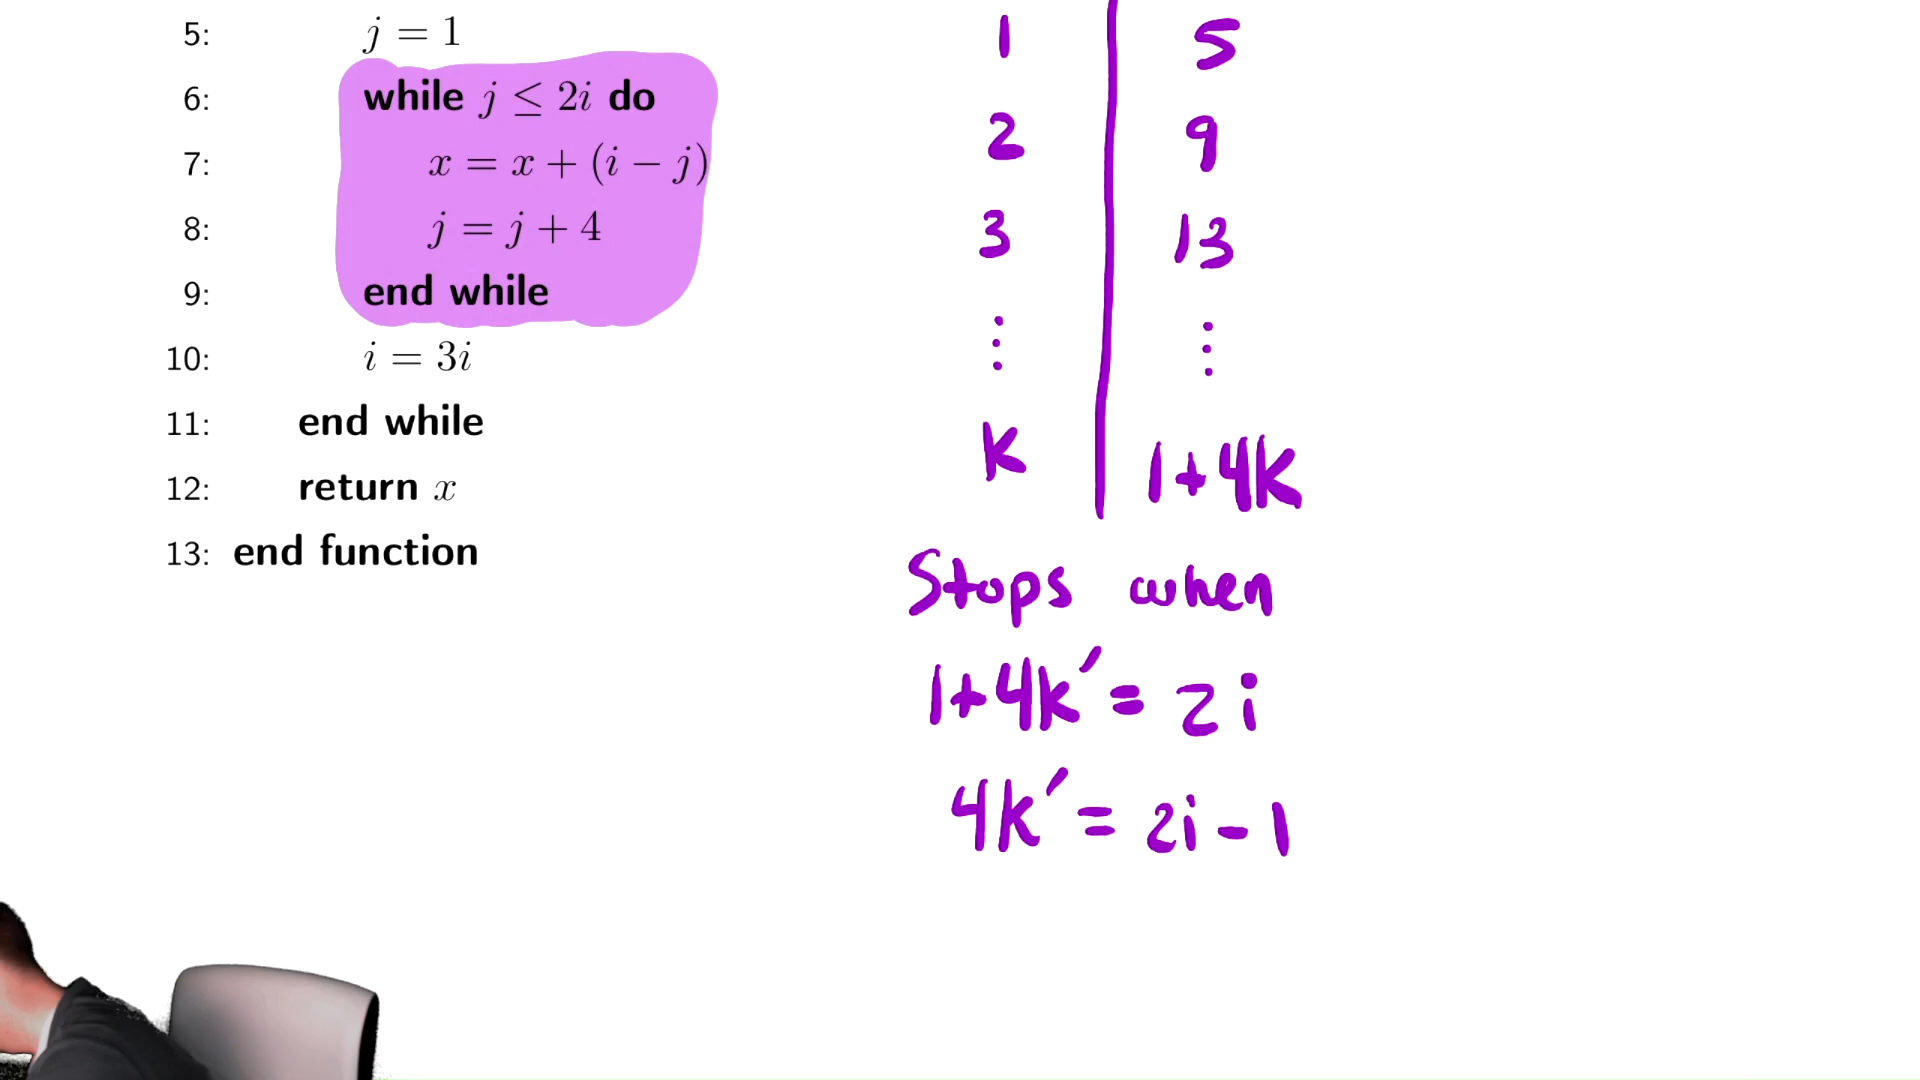 5: j = 1
6: while j ≤ 2i do
7: x = x + (i − j)
8: j = j + 4
9: end while
10: i = 3i
11: end while
12: return x
13: end function
1 5
2 9
3 13
⋮ ⋮
K 1+4K
Stops when
1+4K′= 2i
4K′= 2i-1